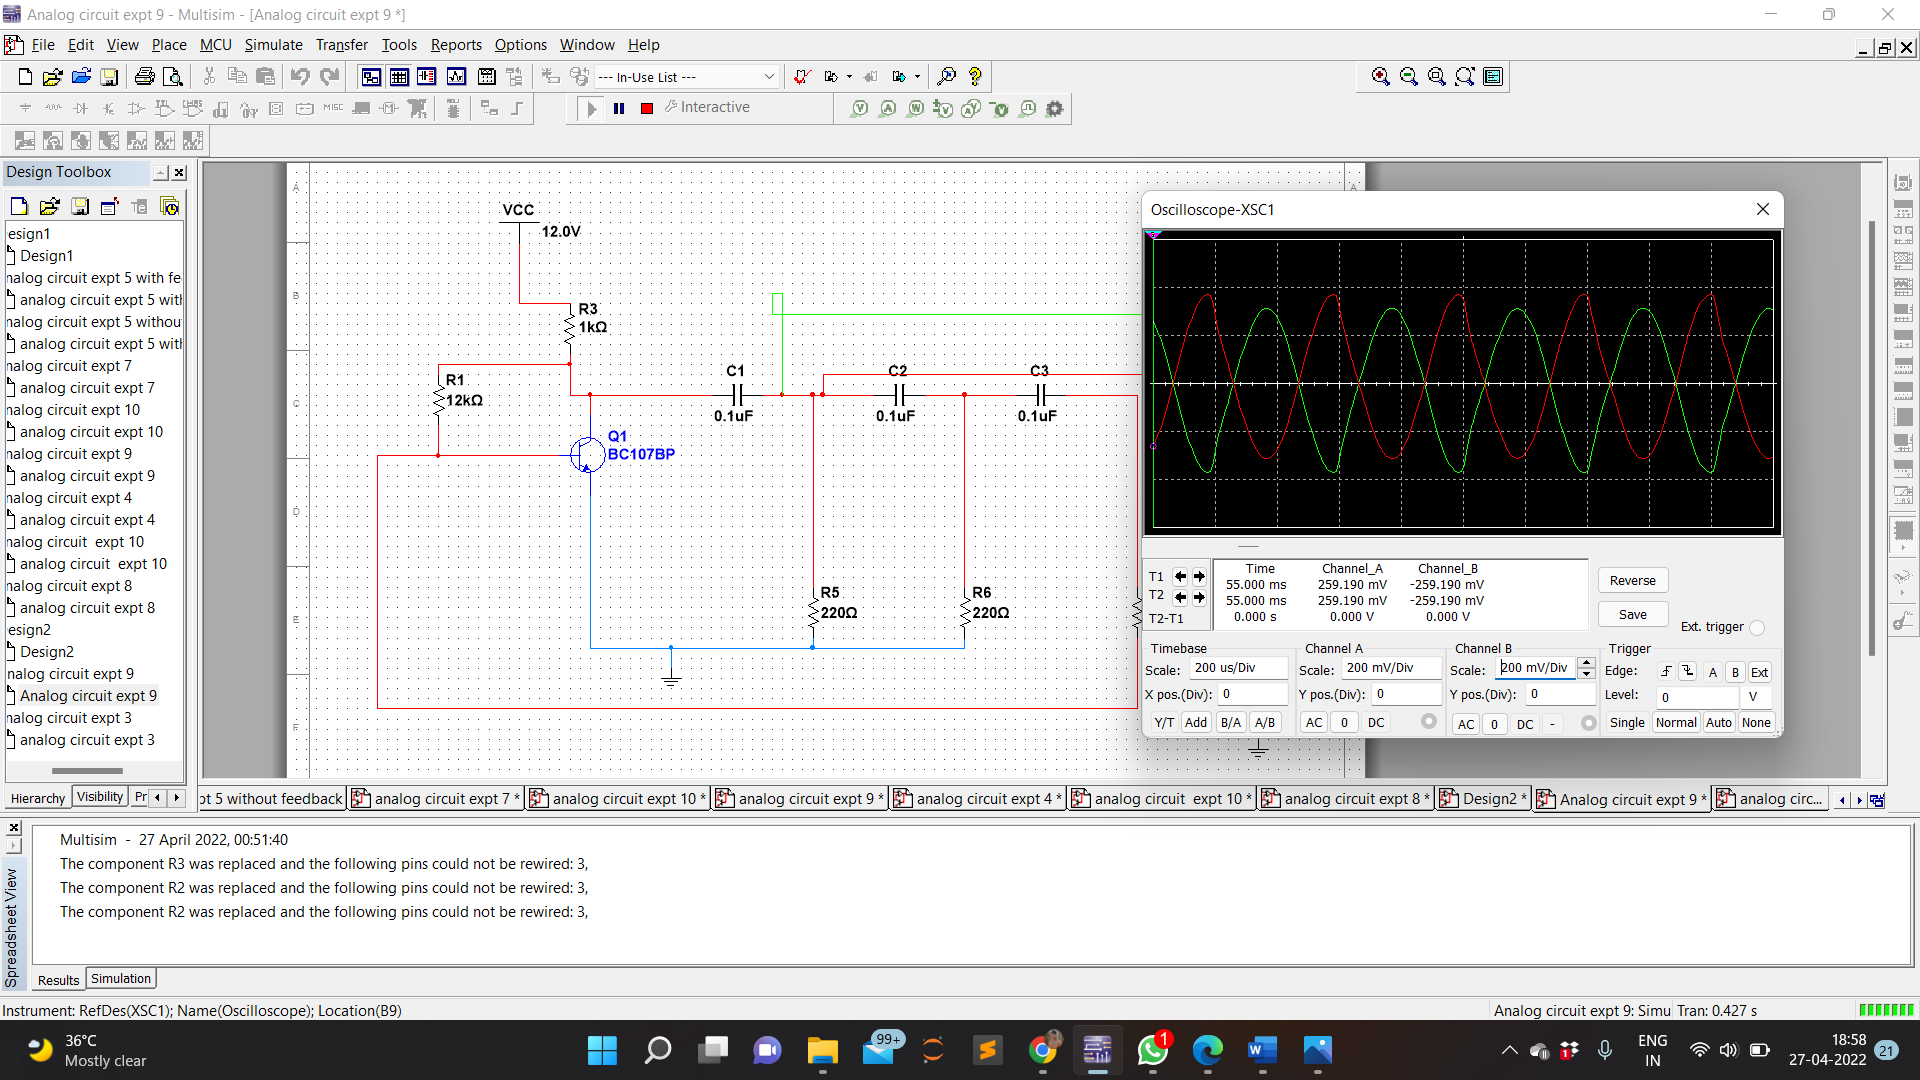 Analog circuit expt 9 - Multisim - [Analog circuit expt 9 *]
File Edit View Place MCU Simulate Transfer Tools Reports Options Window Help
--- In-Use List ---
MISC
Interactive
Design Toolbox
esign1
Design1
nalog circuit expt 5 with fe
analog circuit expt 5 with
nalog circuit expt 5 withou
analog circuit expt 5 with
nalog circuit expt 7
analog circuit expt 7
nalog circuit expt 10
analog circuit expt 10
nalog circuit expt 9
analog circuit expt 9
nalog circuit expt 4
analog circuit expt 4
nalog circuit  expt 10
analog circuit  expt 10
nalog circuit expt 8
analog circuit expt 8
esign2
Design2
nalog circuit expt 9
Analog circuit expt 9
nalog circuit expt 3
analog circuit expt 3
Hierarchy Visibility Pr
A
B
C
D
E
F
A
VCC
12.0V
R3
1kΩ
R1
12kΩ
Q1
BC107BP
C1
0.1uF
C2
0.1uF
C3
0.1uF
R5
220Ω
R6
220Ω
Oscilloscope-XSC1
Time Channel_A Channel_B
T1 55.000 ms 259.190 mV -259.190 mV
T2 55.000 ms 259.190 mV -259.190 mV
T2-T1 0.000 s 0.000 V 0.000 V
Reverse
Save
Ext. trigger
Timebase
Scale: 200 us/Div
X pos.(Div): 0
Y/T Add B/A A/B
Channel A
Scale: 200 mV/Div
Y pos.(Div): 0
AC 0 DC
Channel B
Scale: 200 mV/Div
Y pos.(Div): 0
AC 0 DC -
Trigger
Edge: A B Ext
Level: 0 V
Single Normal Auto None
pt 5 without feedback analog circuit expt 7 * analog circuit expt 10 * analog circuit expt 9 * analog circuit expt 4 * analog circuit  expt 10 * analog circuit expt 8 * Design2 * Analog circuit expt 9 * analog circ...
Spreadsheet View
Multisim  -  27 April 2022, 00:51:40
The component R3 was replaced and the following pins could not be rewired: 3,
The component R2 was replaced and the following pins could not be rewired: 3,
The component R2 was replaced and the following pins could not be rewired: 3,
Results Simulation
Instrument: RefDes(XSC1); Name(Oscilloscope); Location(B9)
Analog circuit expt 9: Simu Tran: 0.427 s
36°C
Mostly clear
99+
1
1
ENG
IN
18:58
27-04-2022
21